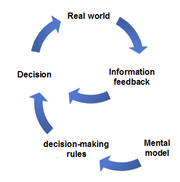 Real world
Decision
Information
feedback
decision-making
rules
Mental
model